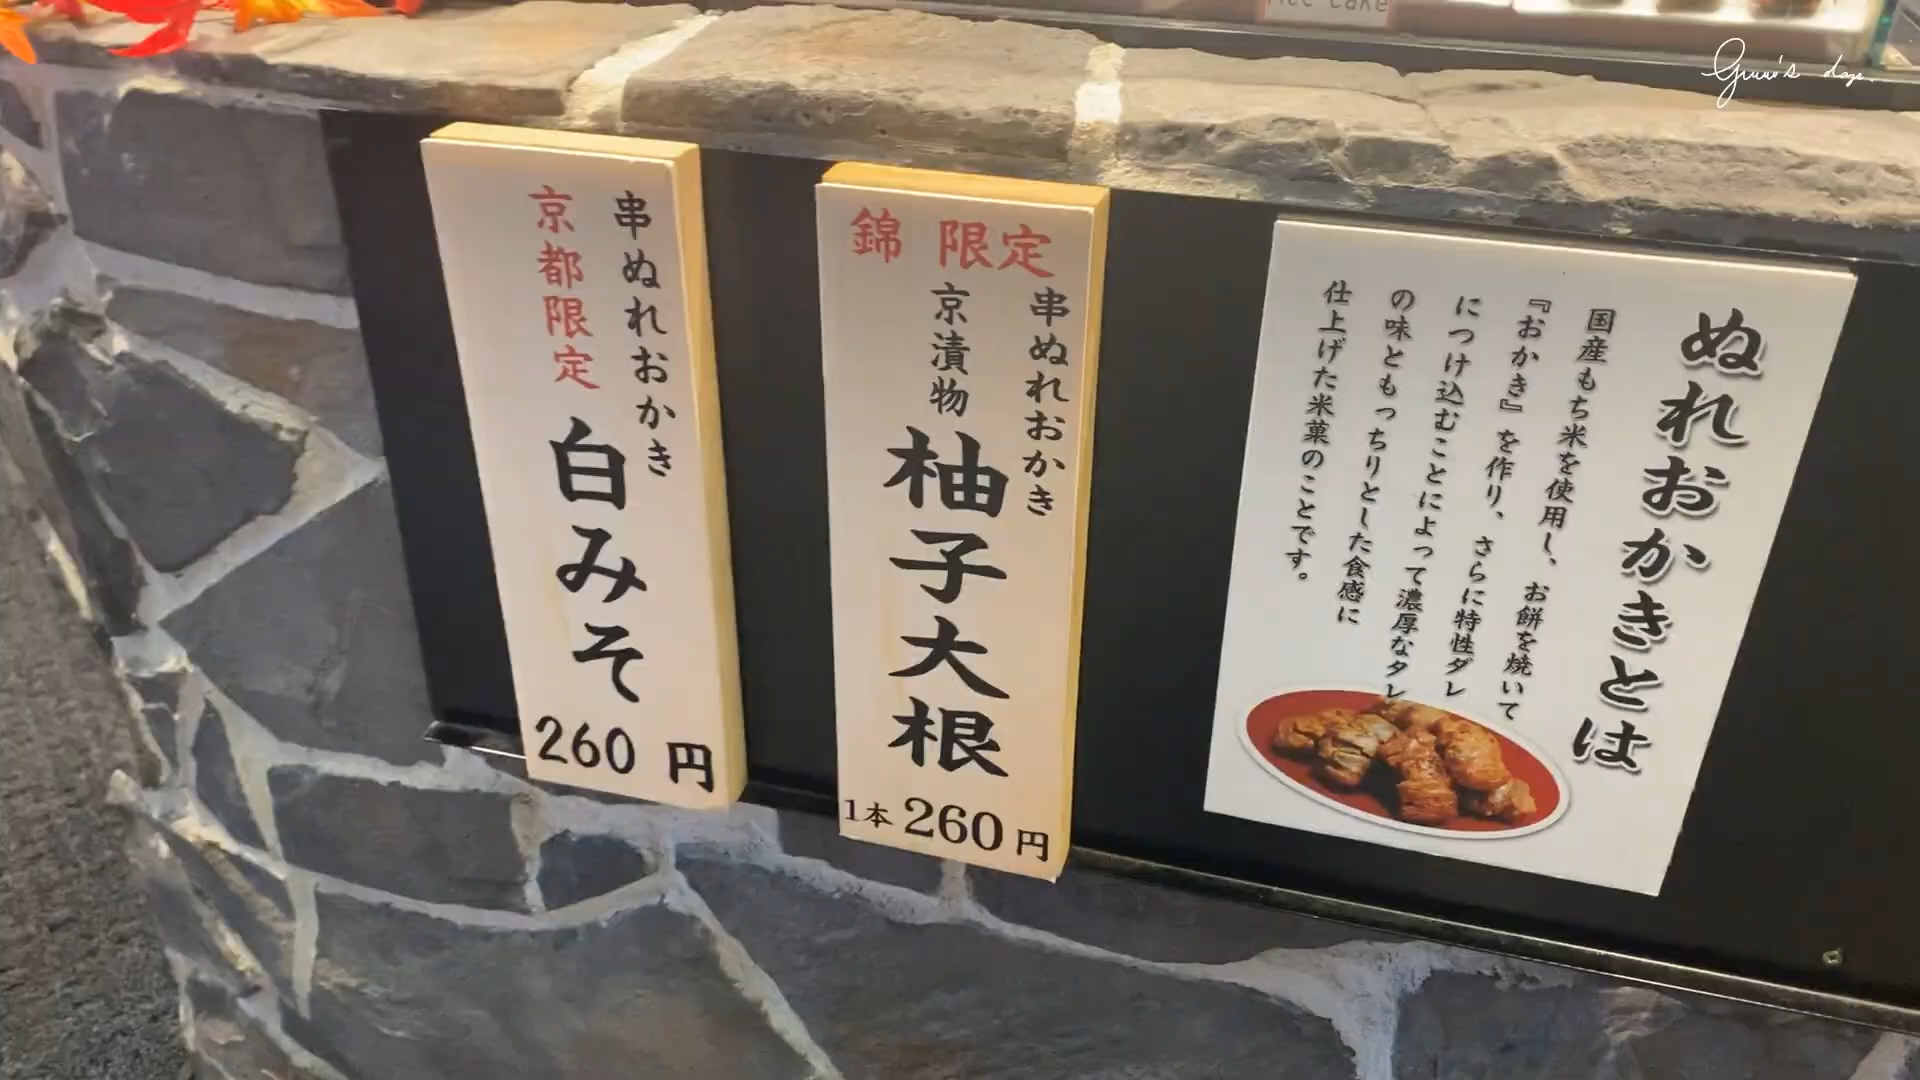 Rice Cake
Gruu's days.
串ぬれおかき
京都限定
白みそ
260 円
錦 限定
串ぬれおかき
京漬物
柚子大根
1本 260 円
ぬれおかきとは
国産もち米を使用し、お餅を焼いて
『おかき』を作り、さらに特性ダレ
につけ込むことによって濃厚なタレ
の味ともっちりとした食感に
仕上げた米菓のことです。